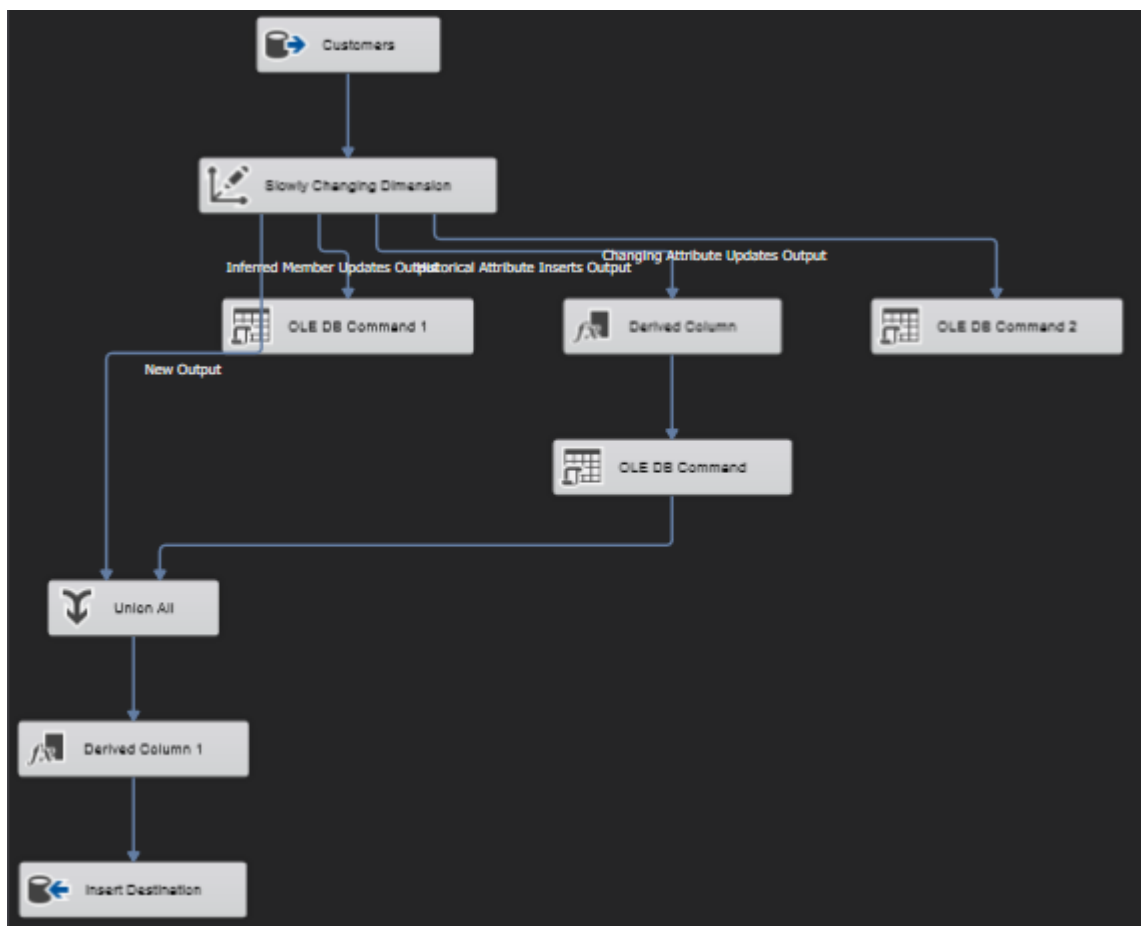 Customers
Slowly Changing Dimension
Changing Attribute Updates Output
Inferred Member Updates Output
Historical Attribute Inserts Output
OLE DB Command 1
Derived Column
OLE DB Command 2
New Output
OLE DB Command
Union All
Derived Column 1
Insert Destination